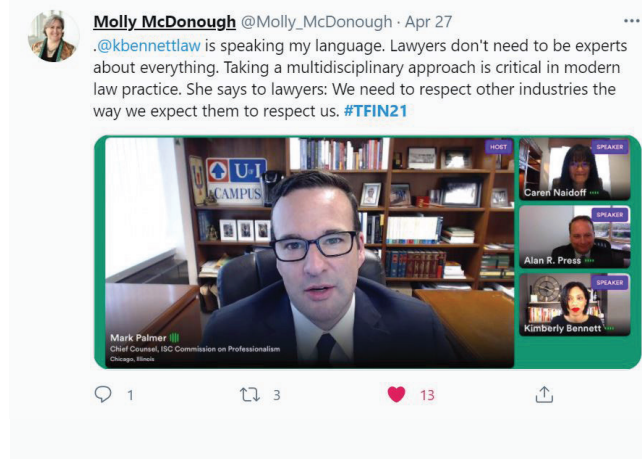 Molly McDonough @Molly_McDonough · Apr 27
.@kbennettlaw is speaking my language. Lawyers don't need to be experts
about everything. Taking a multidisciplinary approach is critical in modern
law practice. She says to lawyers: We need to respect other industries the
way we expect them to respect us. #TFIN21
HOST
SPEAKER
U of I
CAMPUS
Caren Naidoff
SPEAKER
Alan R. Press
SPEAKER
Kimberly Bennett
Mark Palmer
Chief Counsel, ISC Commission on Professionalism
Chicago, Illinois
1 3 13